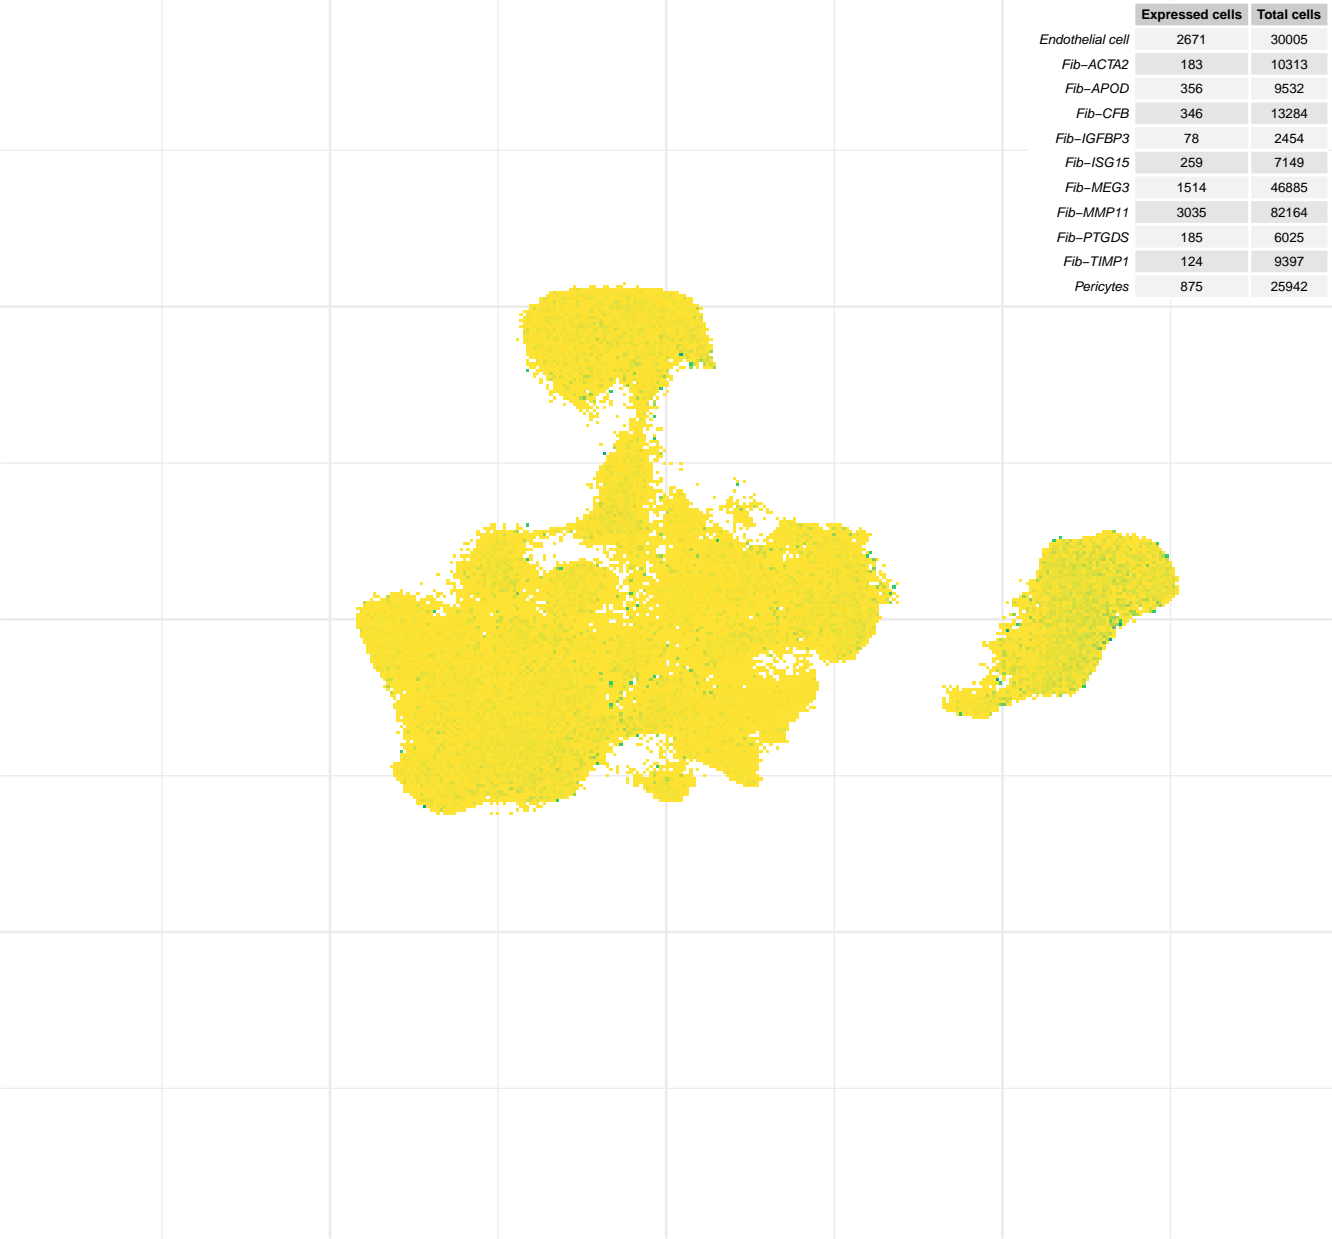 Expressed cells Total cells
Endothelial cell 2671 30005
Fib−ACTA2 183 10313
Fib−APOD 356 9532
Fib−CFB 346 13284
Fib−IGFBP3 78 2454
Fib−ISG15 259 7149
Fib−MEG3 1514 46885
Fib−MMP11 3035 82164
Fib−PTGDS 185 6025
Fib−TIMP1 124 9397
Pericytes 875 25942